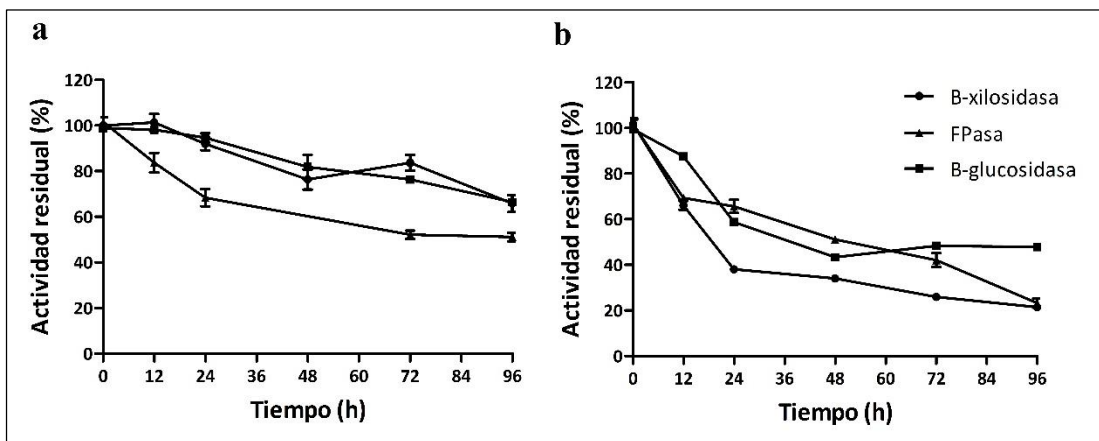 a
120
100
80
60
40
20
0
Actividad residual (%)
0 12 24 36 48 60 72 84 96
Tiempo (h)
b
120
100
80
60
40
20
0
Actividad residual (%)
0 12 24 36 48 60 72 84 96
Tiempo (h)
B-xilosidasa
FPasa
B-glucosidasa